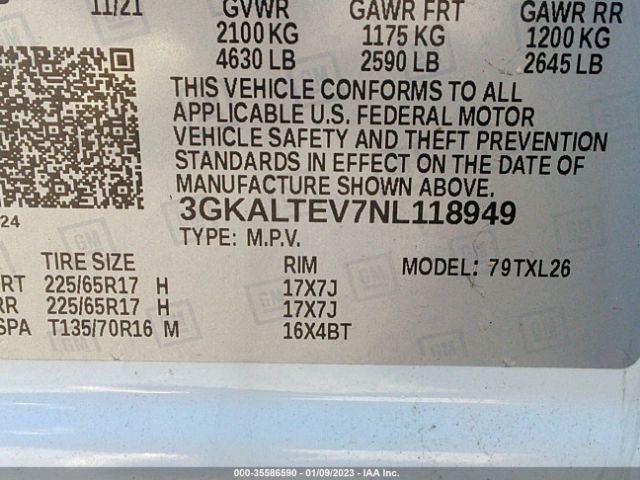 11/21 GVWR GAWR FRT GAWR RR
2100 KG 1175 KG 1200 KG
4630 LB 2590 LB 2645 LB
THIS VEHICLE CONFORMS TO ALL
APPLICABLE U.S. FEDERAL MOTOR
VEHICLE SAFETY AND THEFT PREVENTION
STANDARDS IN EFFECT ON THE DATE OF
MANUFACTURE SHOWN ABOVE.
3GKALTEV7NL118949
24
TYPE: M.P.V.
TIRE SIZE RIM MODEL: 79TXL26
RT 225/65R17 H 17X7J
RR 225/65R17 H 17X7J
SPA T135/70R16 M 16X4BT
000-35586590 - 01/09/2023 - IAA Inc.